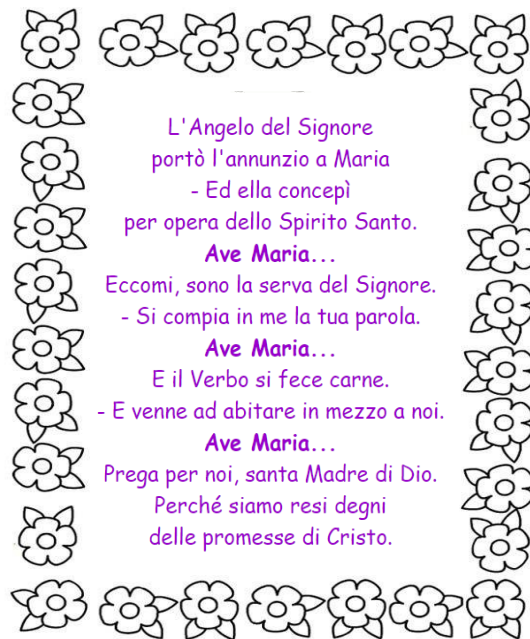 L'Angelo del Signore
portò l'annunzio a Maria
- Ed ella concepì
per opera dello Spirito Santo.
Ave Maria...
Eccomi, sono la serva del Signore.
- Si compia in me la tua parola.
Ave Maria...
E il Verbo si fece carne.
- E venne ad abitare in mezzo a noi.
Ave Maria...
Prega per noi, santa Madre di Dio.
Perché siamo resi degni
delle promesse di Cristo.